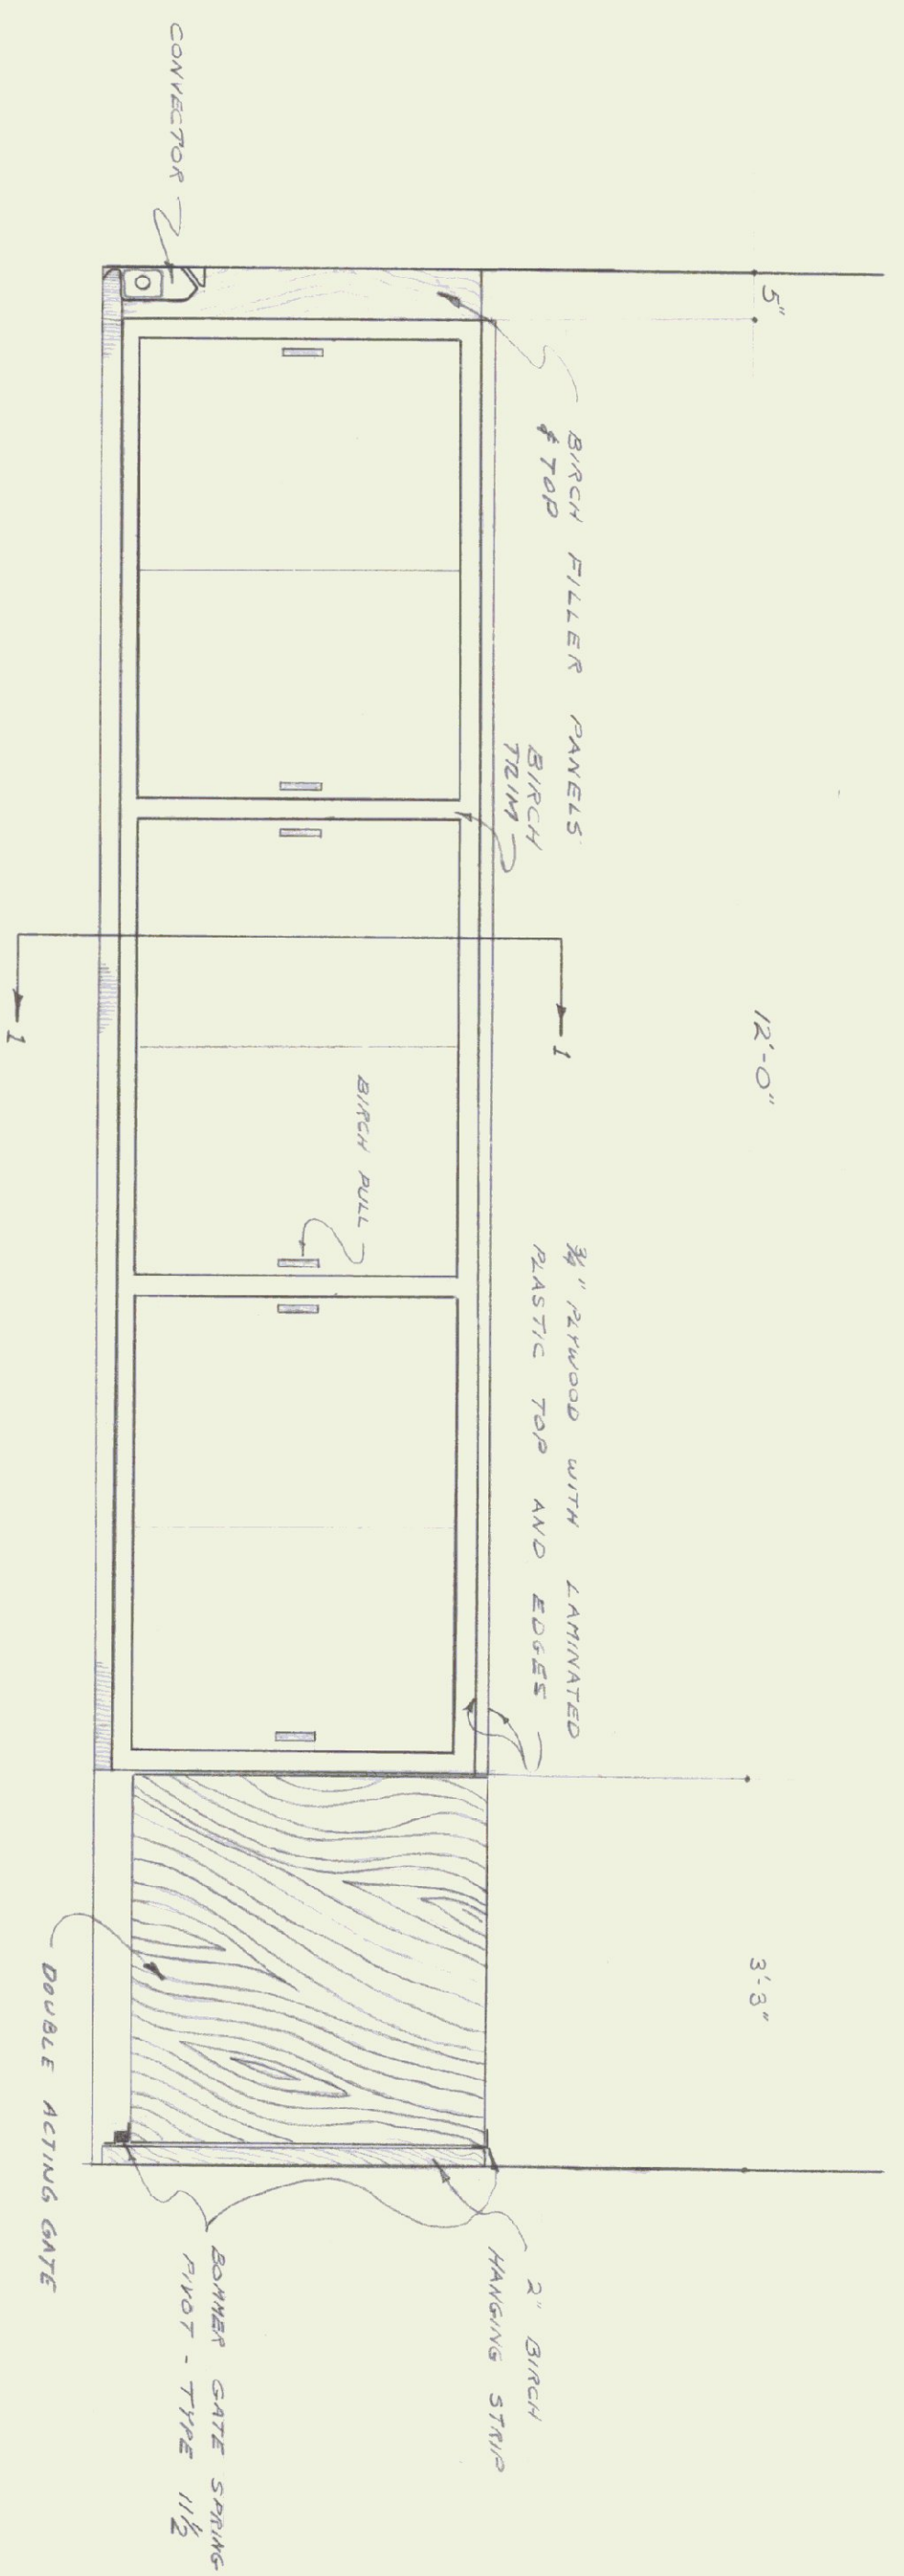 5"
12'-0"
3'-3"
BIRCH FILLER PANELS
& TOP
BIRCH
TRIM
3/4" PLYWOOD WITH LAMINATED
PLASTIC TOP AND EDGES
2" BIRCH
HANGING STRIP
1
BIRCH PULL
CONVECTOR
BOMMER GATE SPRING
PIVOT - TYPE 11 1/2
DOUBLE ACTING GATE
1